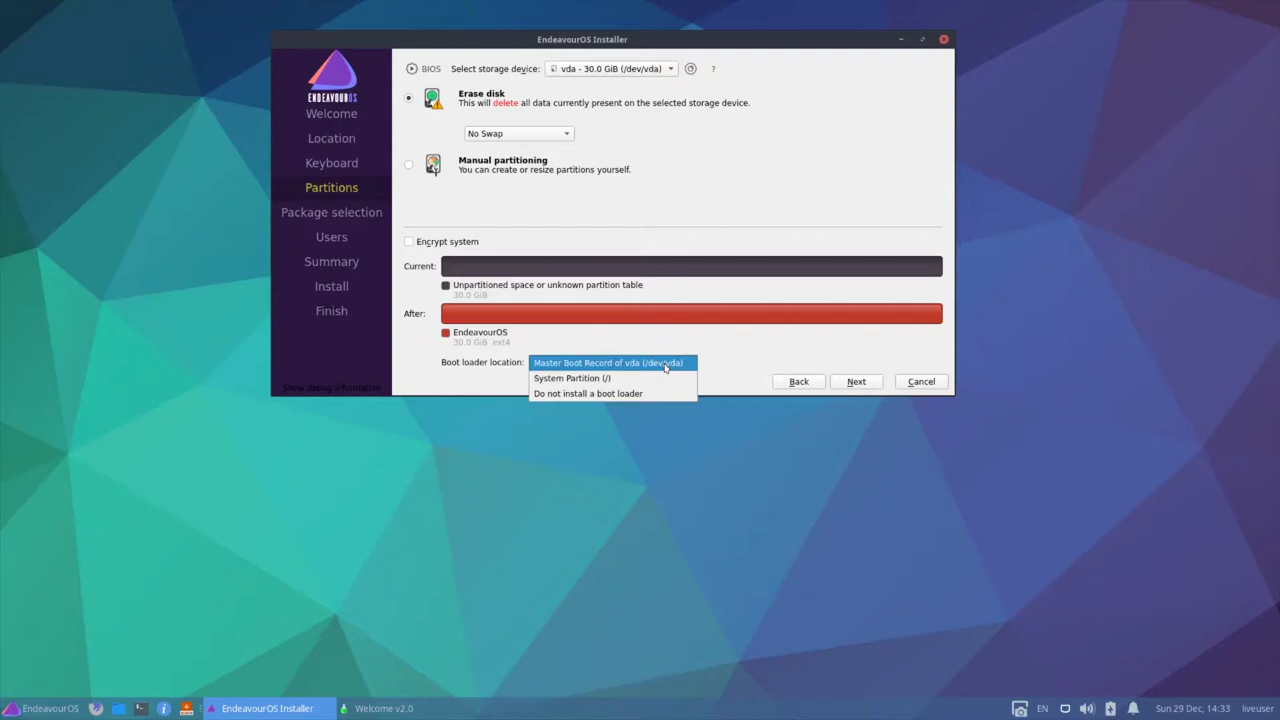 EndeavourOS Installer
ENDEAVOUROS
Welcome
Location
Keyboard
Partitions
Package selection
Users
Summary
Install
Finish
Show debug information
BIOS
Select storage device:
vda - 30.0 GiB (/dev/vda)
?
Erase disk
This will delete all data currently present on the selected storage device.
No Swap
Manual partitioning
You can create or resize partitions yourself.
Encrypt system
Current:
Unpartitioned space or unknown partition table
30.0 GiB
After:
EndeavourOS
30.0 GiB ext4
Boot loader location:
Master Boot Record of vda (/dev/vda)
System Partition (/)
Do not install a boot loader
Back
Next
Cancel
EndeavourOS
EndeavourOS Installer
Welcome v2.0
EN
Sun 29 Dec, 14:33
liveuser